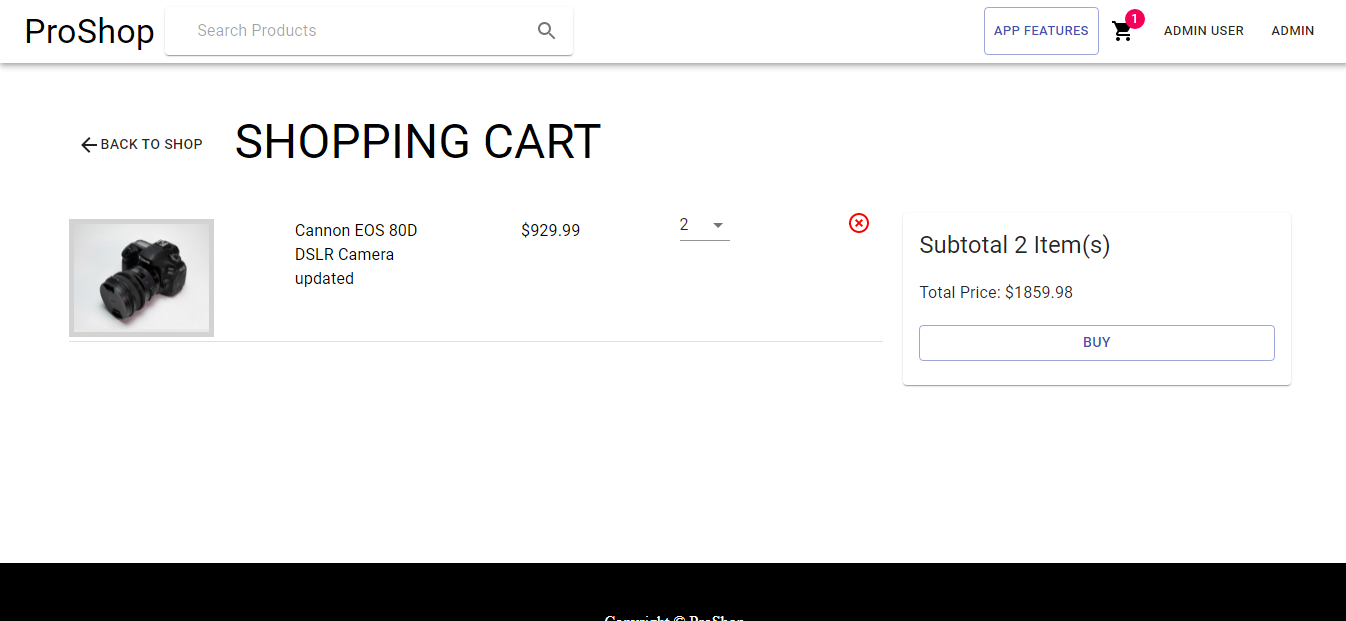 ProShop
Search Products
APP FEATURES
1
ADMIN USER
ADMIN
BACK TO SHOP
SHOPPING CART
Cannon EOS 80D
DSLR Camera
updated
$929.99
2
Subtotal 2 Item(s)
Total Price: $1859.98
BUY
Copyright © ProShop